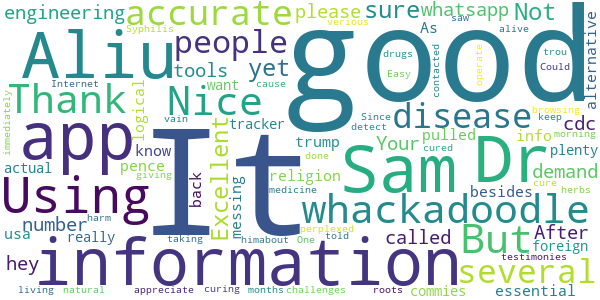 engineering accurate please sure whatsapp Not verious saw alive
Syphilis As drugs trou alternative
Aliu people yet contacted Easy Could operate
Internet tools want cause Since detect browsing
Thank Nice disease cdc
immediately app logical vain tracker Your pulled info keep morning
know Excellent messing trump done cured plenty
actual pence giving back religion Sam Dr demand
Using It medicine besides cure herbs
number whackadoodle
usa really harm taking himabout perplexed One told called After foreign
hey information But several testimonies
living natural curing months challenges roots commies essential
appreciate
good